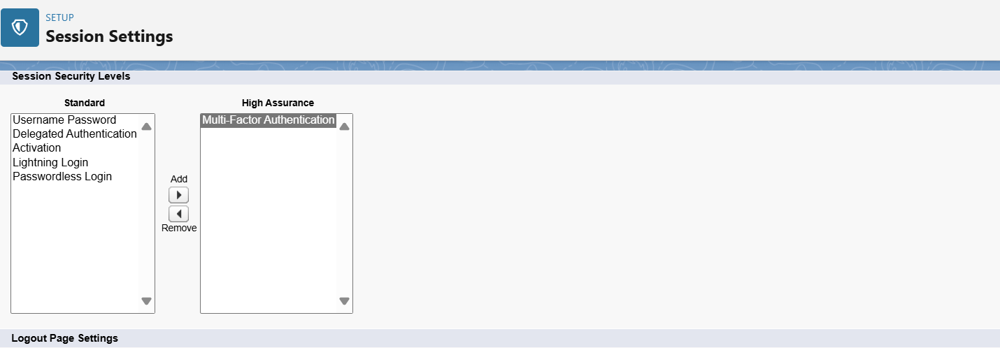 SETUP
Session Settings
Session Security Levels
Standard
High Assurance
Username Password
Delegated Authentication
Activation
Lightning Login
Passwordless Login
Add
Remove
Multi-Factor Authentication
Logout Page Settings